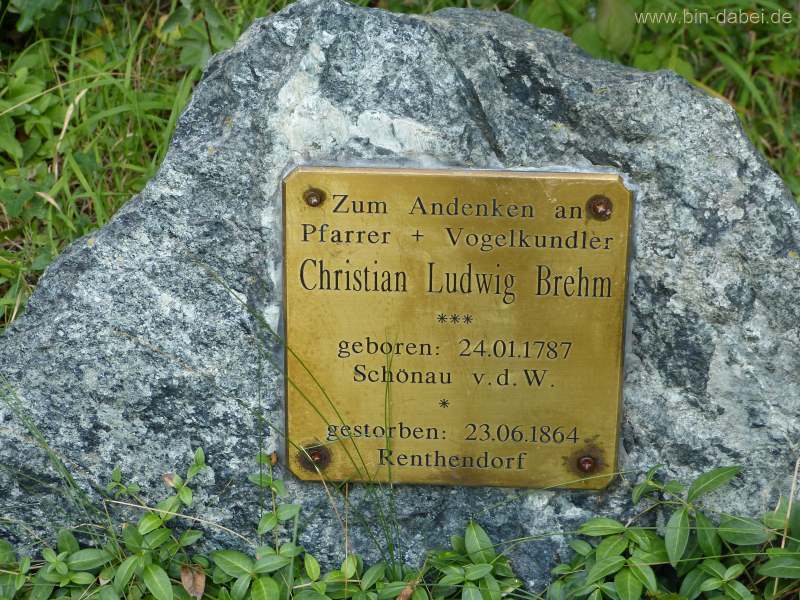 www.bin-dabei.de
Zum Andenken an
Pfarrer + Vogelkundler
Christian Ludwig Brehm
***
geboren: 24.01.1787
Schönau v.d.W.
*
gestorben: 23.06.1864
Renthendorf